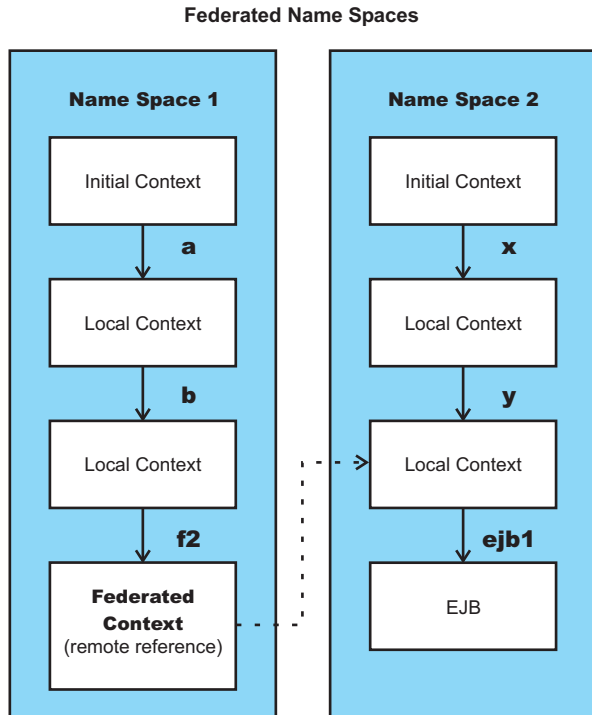 Federated Name Spaces
Name Space 1
Initial Context
a
Local Context
b
Local Context
f2
Federated
Context
(remote reference)
Name Space 2
Initial Context
x
Local Context
y
Local Context
ejb1
EJB